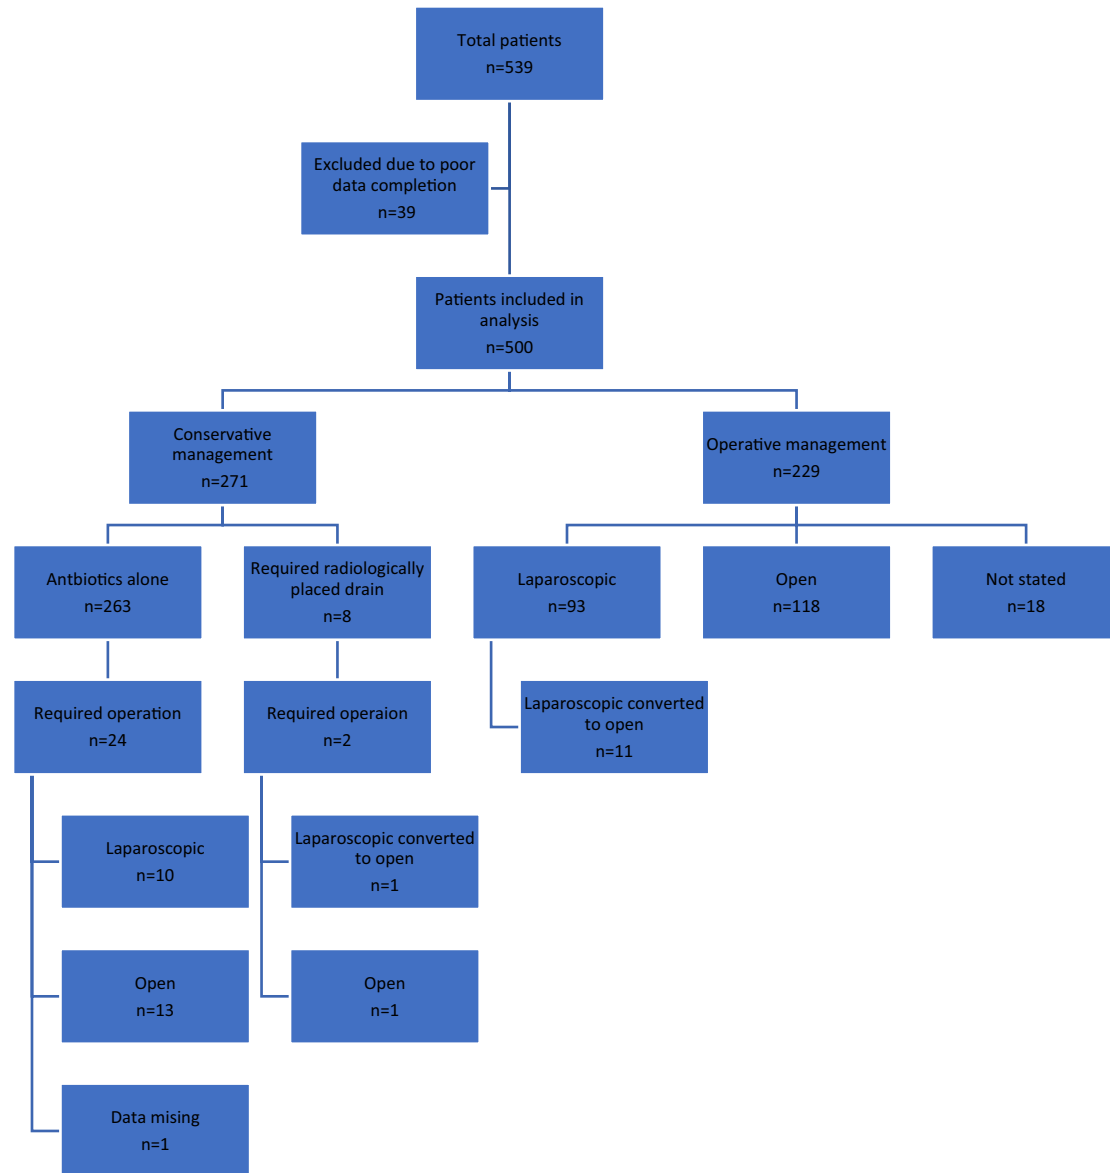 Total patients
n=539
Excluded due to poor
data completion
n=39
Patients included in
analysis
n=500
Conservative
management
n=271
Operative management
n=229
Antbiotics alone
n=263
Required radiologically
placed drain
n=8
Laparoscopic
n=93
Open
n=118
Not stated
n=18
Required operation
n=24
Required operaion
n=2
Laparoscopic converted
to open
n=11
Laparoscopic
n=10
Laparoscopic converted
to open
n=1
Open
n=13
Open
n=1
Data mising
n=1